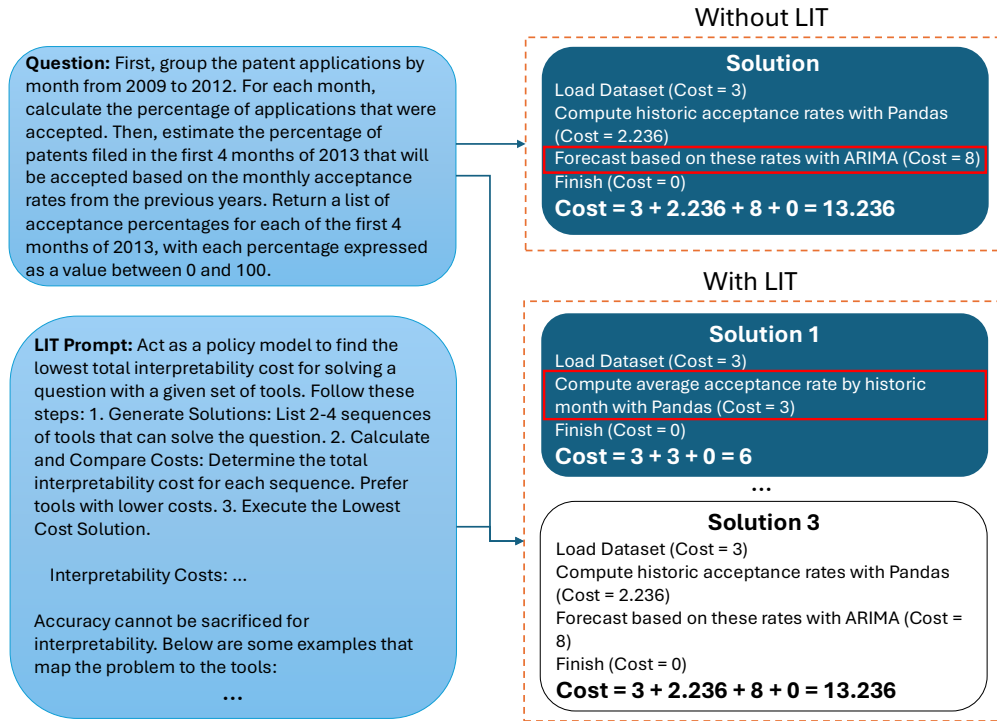 Question: First, group the patent applications by
month from 2009 to 2012. For each month,
calculate the percentage of applications that were
accepted. Then, estimate the percentage of
patents filed in the first 4 months of 2013 that will
be accepted based on the monthly acceptance
rates from the previous years. Return a list of
acceptance percentages for each of the first 4
months of 2013, with each percentage expressed
as a value between 0 and 100.
LIT Prompt: Act as a policy model to find the
lowest total interpretability cost for solving a
question with a given set of tools. Follow these
steps: 1. Generate Solutions: List 2-4 sequences
of tools that can solve the question. 2. Calculate
and Compare Costs: Determine the total
interpretability cost for each sequence. Prefer
tools with lower costs. 3. Execute the Lowest
Cost Solution.
Interpretability Costs: ...
Accuracy cannot be sacrificed for
interpretability. Below are some examples that
map the problem to the tools:
...
Without LIT
Solution
Load Dataset (Cost = 3)
Compute historic acceptance rates with Pandas
(Cost = 2.236)
Forecast based on these rates with ARIMA (Cost = 8)
Finish (Cost = 0)
Cost = 3 + 2.236 + 8 + 0 = 13.236
With LIT
Solution 1
Load Dataset (Cost = 3)
Compute average acceptance rate by historic
month with Pandas (Cost = 3)
Finish (Cost = 0)
Cost = 3 + 3 + 0 = 6
...
Solution 3
Load Dataset (Cost = 3)
Compute historic acceptance rates with Pandas
(Cost = 2.236)
Forecast based on these rates with ARIMA (Cost =
8)
Finish (Cost = 0)
Cost = 3 + 2.236 + 8 + 0 = 13.236